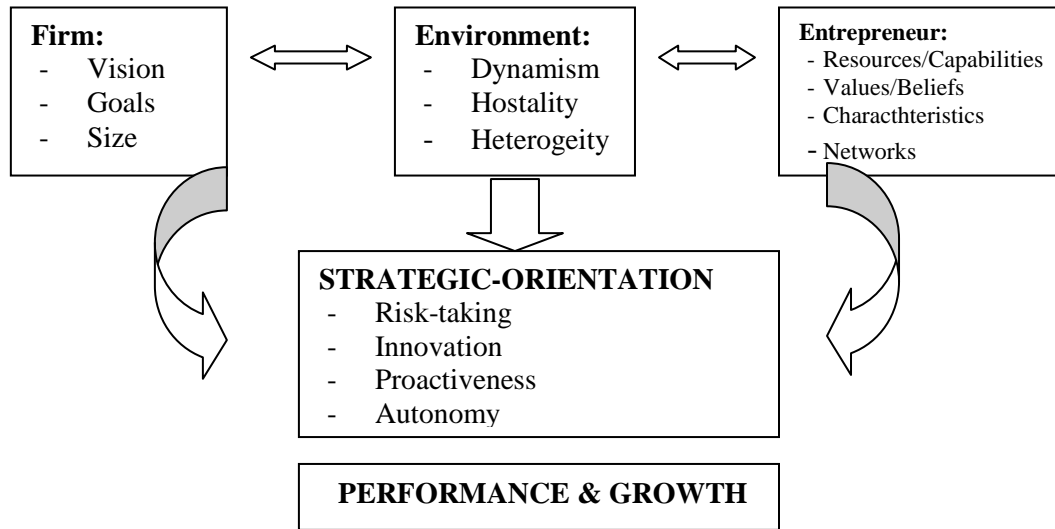 Firm:
- Vision
- Goals
- Size
Environment:
- Dynamism
- Hostality
- Heterogeity
Entrepreneur:
- Resources/Capabilities
- Values/Beliefs
- Characthteristics
- Networks
STRATEGIC-ORIENTATION
- Risk-taking
- Innovation
- Proactiveness
- Autonomy
PERFORMANCE & GROWTH